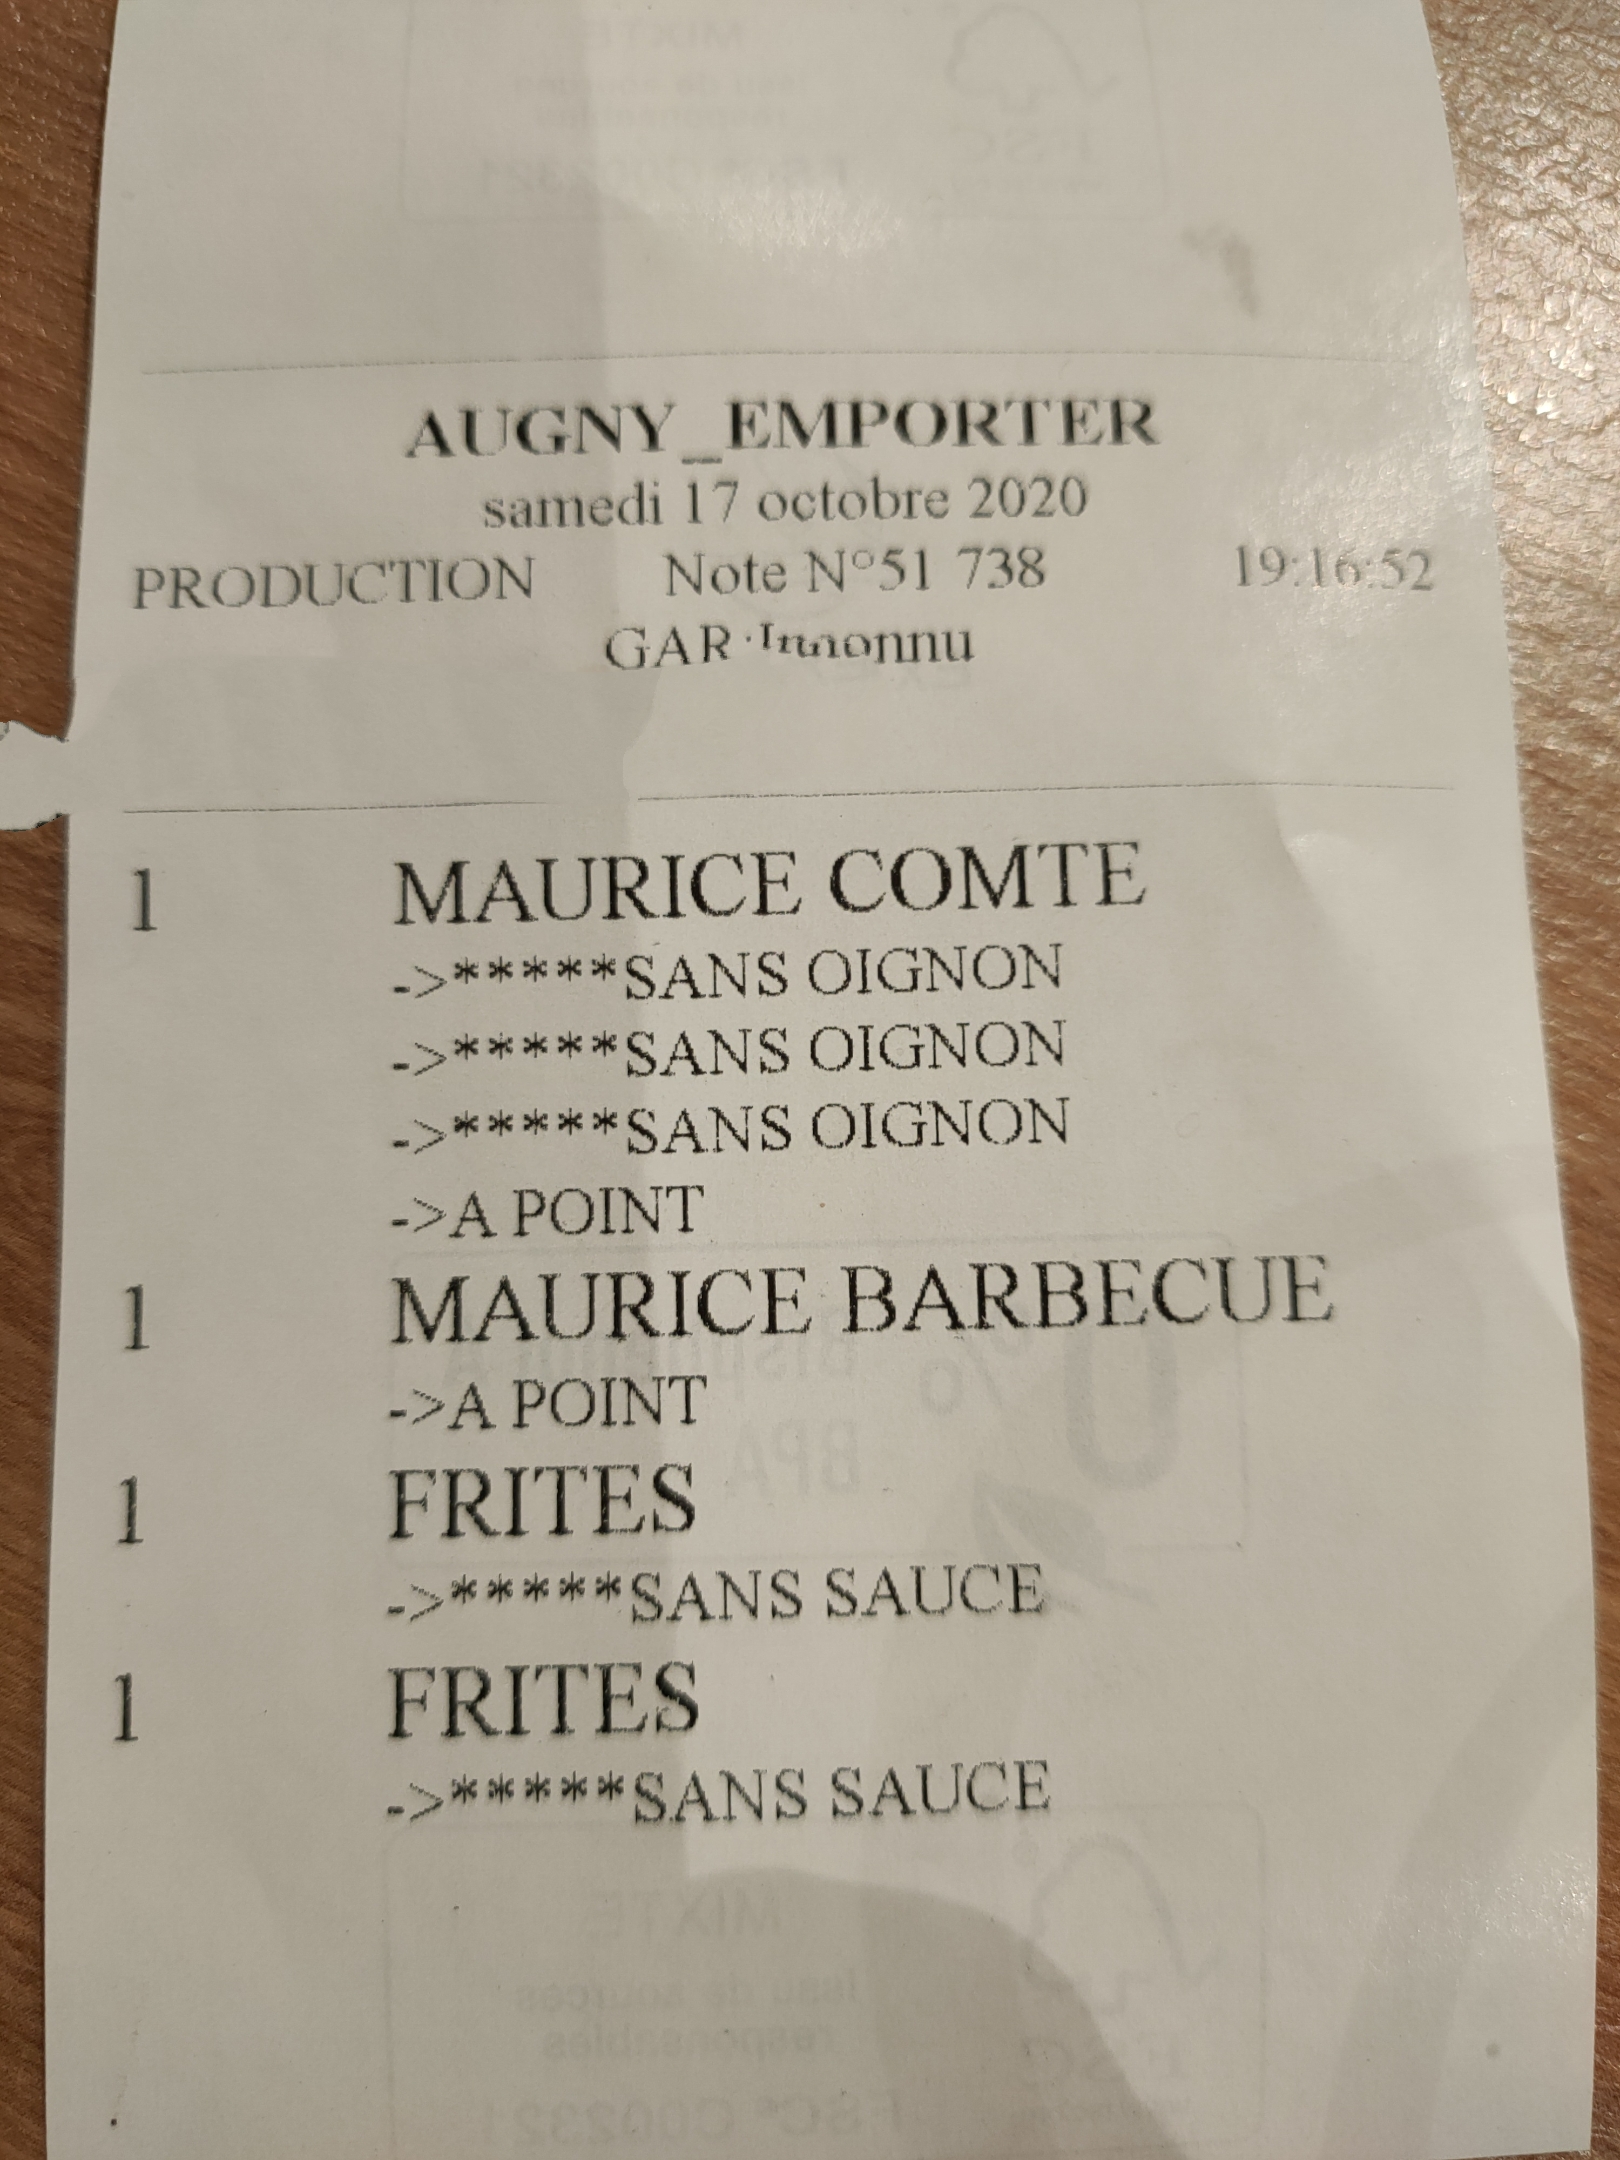 AUGNY_EMPORTER
samedi 17 octobre 2020
PRODUCTION Note N°51 738 19:16:52
GAR
1 MAURICE COMTE
->*****SANS OIGNON
->*****SANS OIGNON
->*****SANS OIGNON
->A POINT
1 MAURICE BARBECUE
->A POINT
1 FRITES
->*****SANS SAUCE
1 FRITES
->*****SANS SAUCE